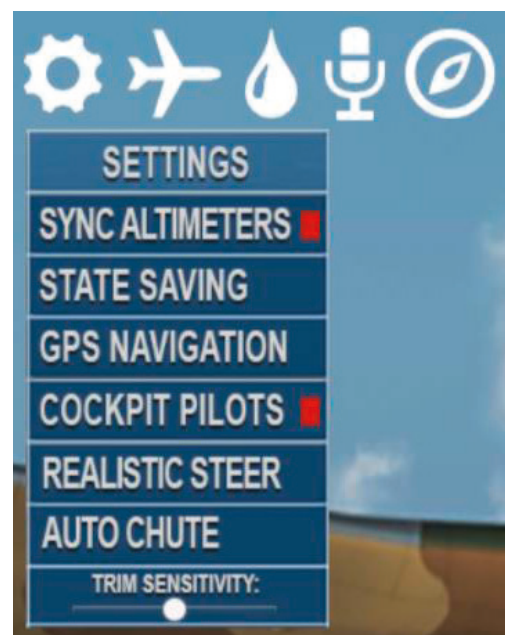 SETTINGS
SYNC ALTIMETERS
STATE SAVING
GPS NAVIGATION
COCKPIT PILOTS
REALISTIC STEER
AUTO CHUTE
TRIM SENSITIVITY: